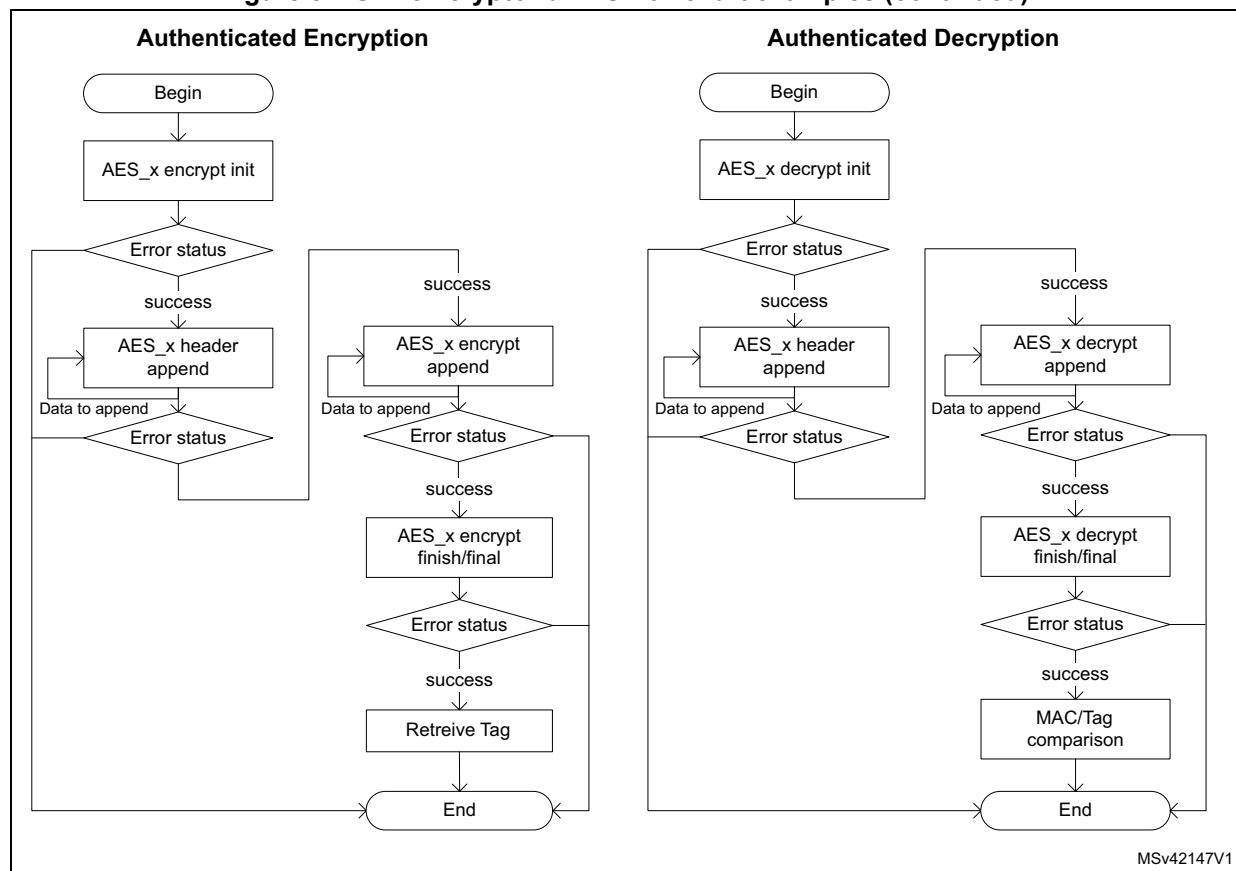 Authenticated Encryption
Begin
AES_x encrypt init
Error status
success
AES_x header
append
Data to append
Error status
success
AES_x encrypt
append
Data to append
Error status
success
AES_x encrypt
finish/final
Error status
success
Retreive Tag
End
Authenticated Decryption
Begin
AES_x decrypt init
Error status
success
AES_x header
append
Data to append
Error status
success
AES_x decrypt
append
Data to append
Error status
success
AES_x decrypt
finish/final
Error status
success
MAC/Tag
comparison
End
MSv42147V1